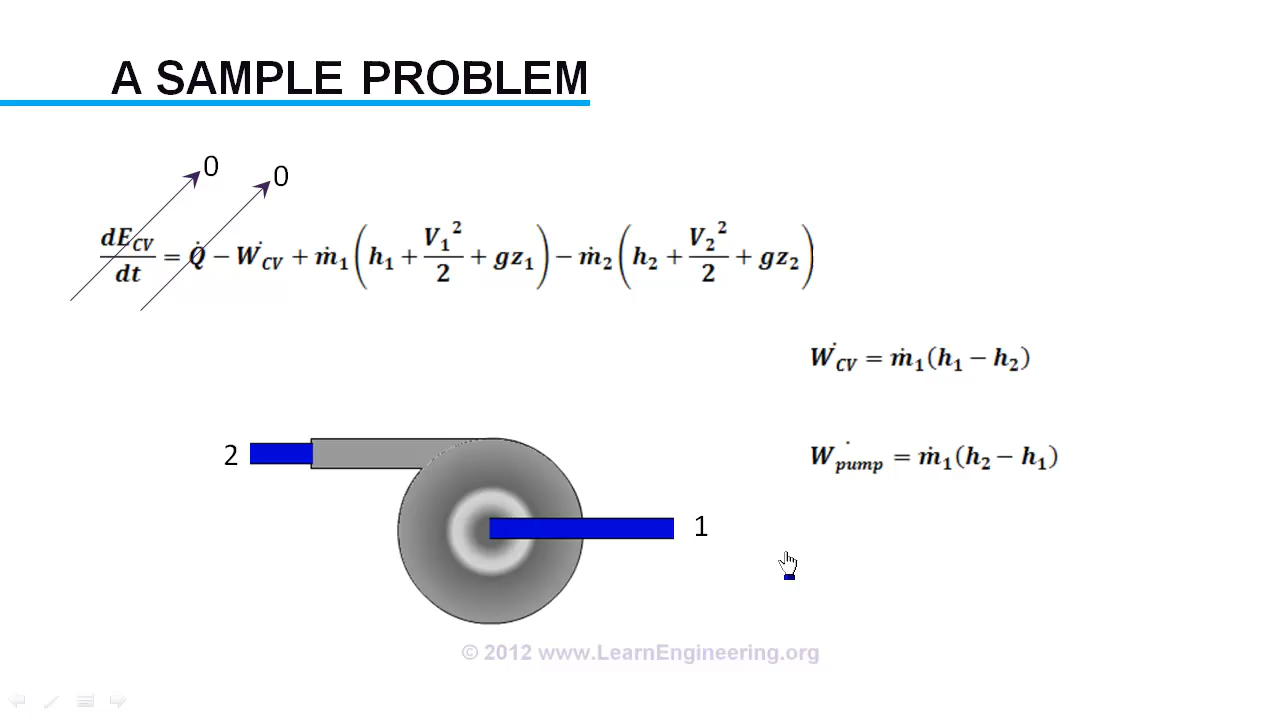 A SAMPLE PROBLEM
0
0
dE_CV/dt = Q̇ − Ẇ_CV + ṁ₁(h₁ + V₁²/2 + gz₁) − ṁ₂(h₂ + V₂²/2 + gz₂)
Ẇ_CV = ṁ₁(h₁ − h₂)
2
Ẇ_pump = ṁ₁(h₂ − h₁)
1
© 2012 www.LearnEngineering.org